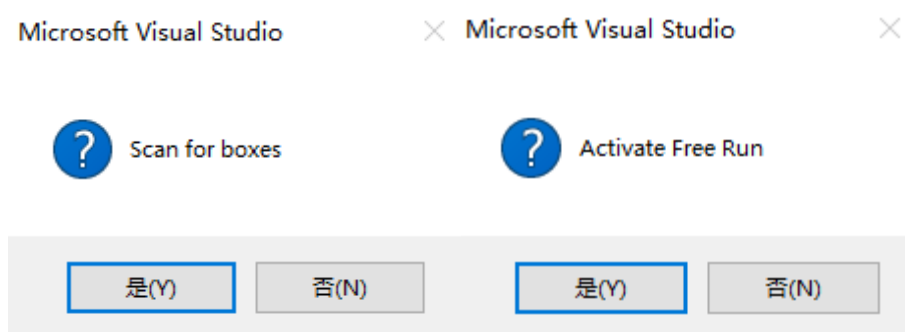 Microsoft Visual Studio
Scan for boxes
是(Y)
否(N)
Microsoft Visual Studio
Activate Free Run
是(Y)
否(N)